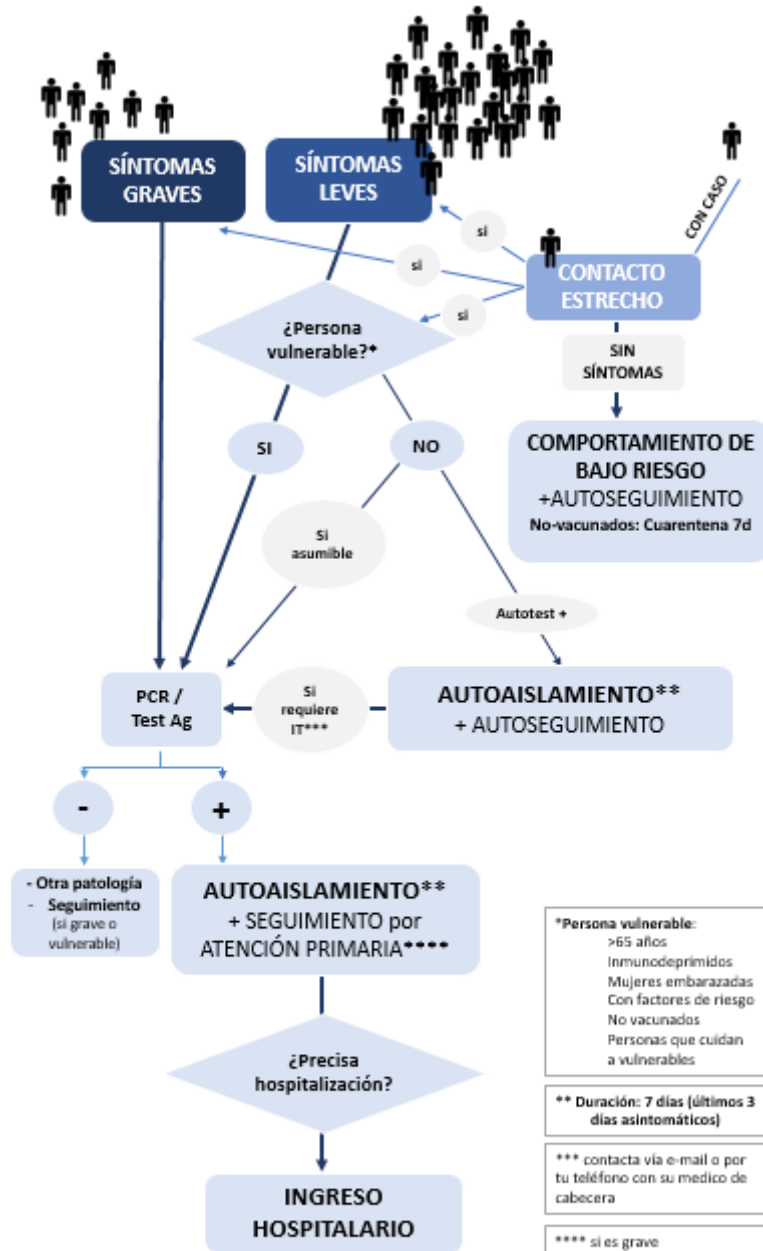 SÍNTOMAS
GRAVES
SÍNTOMAS
LEVES
CON CASO
si
si
si
CONTACTO
ESTRECHO
¿Persona
vulnerable?*
SIN
SÍNTOMAS
SI
NO
COMPORTAMIENTO DE
BAJO RIESGO
+AUTOSEGUIMIENTO
No-vacunados: Cuarentena 7d
Si
asumible
Autotest +
PCR /
Test Ag
Si
requiere
IT***
AUTOAISLAMIENTO**
+ AUTOSEGUIMIENTO
-
+
- Otra patología
- Seguimiento
(si grave o
vulnerable)
AUTOAISLAMIENTO**
+ SEGUIMIENTO por
ATENCIÓN PRIMARIA****
¿Precisa
hospitalización?
INGRESO
HOSPITALARIO
*Persona vulnerable:
>65 años
Inmunodeprimidos
Mujeres embarazadas
Con factores de riesgo
No vacunados
Personas que cuidan
a vulnerables
** Duración: 7 días (últimos 3
días asintomáticos)
*** contacta vía e-mail o por
tu teléfono con su medico de
cabecera
**** si es grave